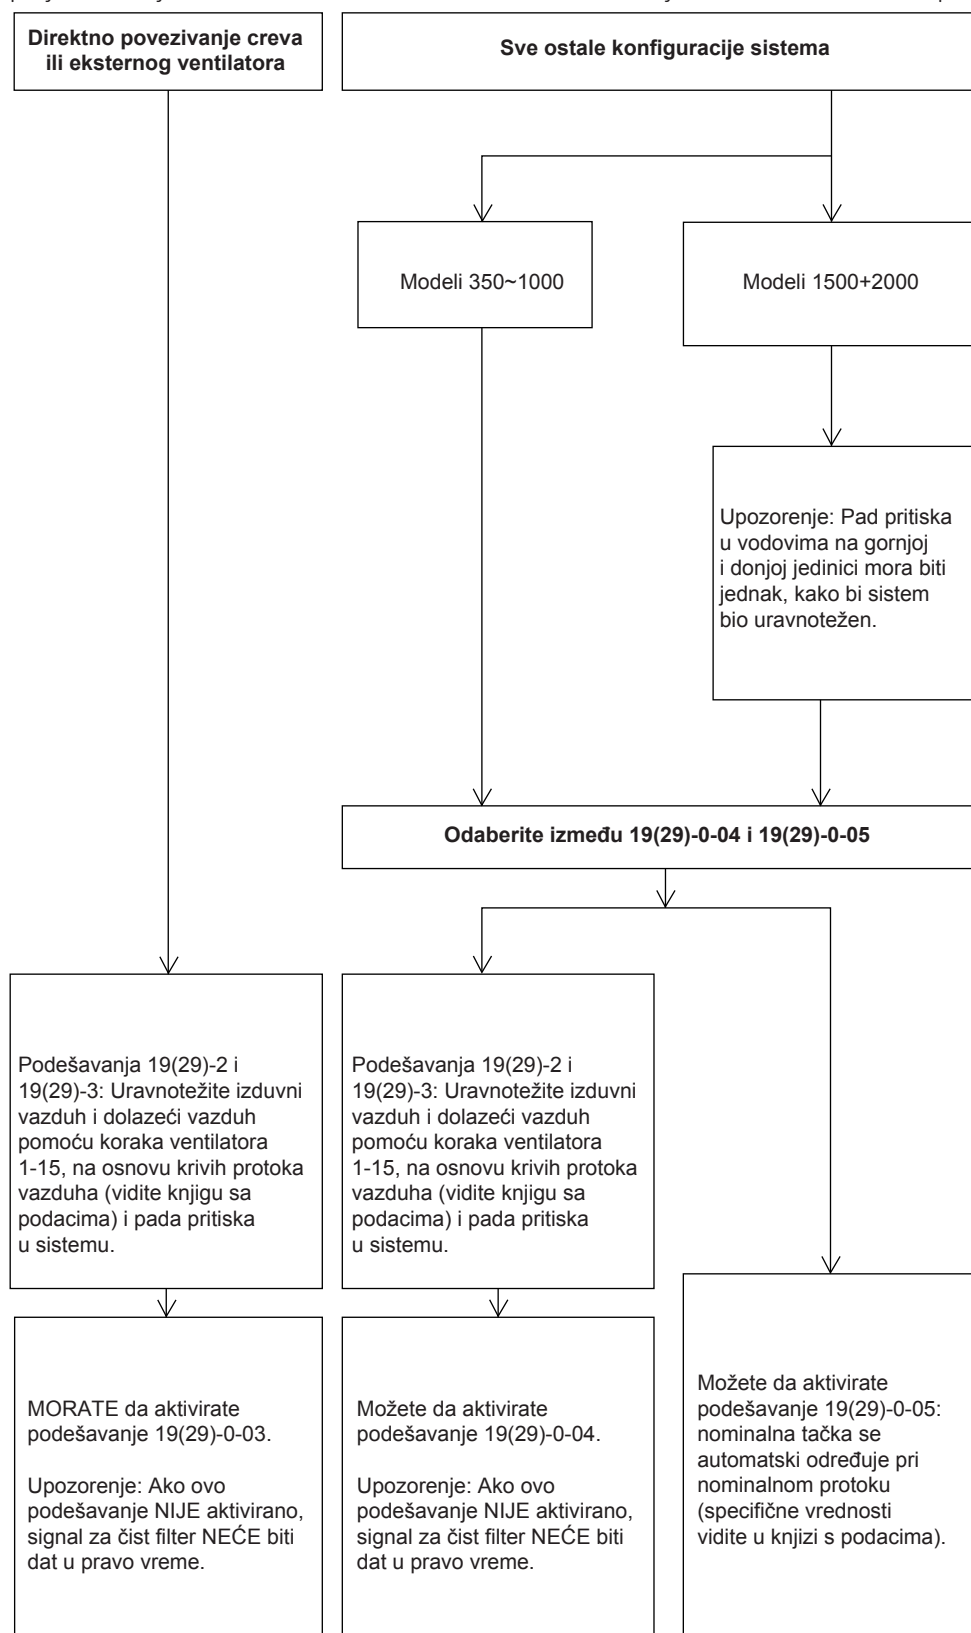 Direktno povezivanje creva
ili eksternog ventilatora
Sve ostale konfiguracije sistema
Modeli 350~1000
Modeli 1500+2000
Upozorenje: Pad pritiska
u vodovima na gornjoj
i donjoj jedinici mora biti
jednak, kako bi sistem
bio uravnotežen.
Odaberite između 19(29)-0-04 i 19(29)-0-05
Podešavanja 19(29)-2 i
19(29)-3: Uravnotežite izduvni
vazduh i dolazeći vazduh
pomoću koraka ventilatora
1-15, na osnovu krivih protoka
vazduha (vidite knjigu sa
podacima) i pada pritiska
u sistemu.
Podešavanja 19(29)-2 i
19(29)-3: Uravnotežite izduvni
vazduh i dolazeći vazduh
pomoću koraka ventilatora
1-15, na osnovu krivih protoka
vazduha (vidite knjigu sa
podacima) i pada pritiska
u sistemu.
MORATE da aktivirate
podešavanje 19(29)-0-03.
Upozorenje: Ako ovo
podešavanje NIJE aktivirano,
signal za čist filter NEĆE biti
dat u pravo vreme.
Možete da aktivirate
podešavanje 19(29)-0-04.
Upozorenje: Ako ovo
podešavanje NIJE aktivirano,
signal za čist filter NEĆE biti
dat u pravo vreme.
Možete da aktivirate
podešavanje 19(29)-0-05:
nominalna tačka se
automatski određuje pri
nominalnom protoku
(specifične vrednosti
vidite u knjizi s podacima).